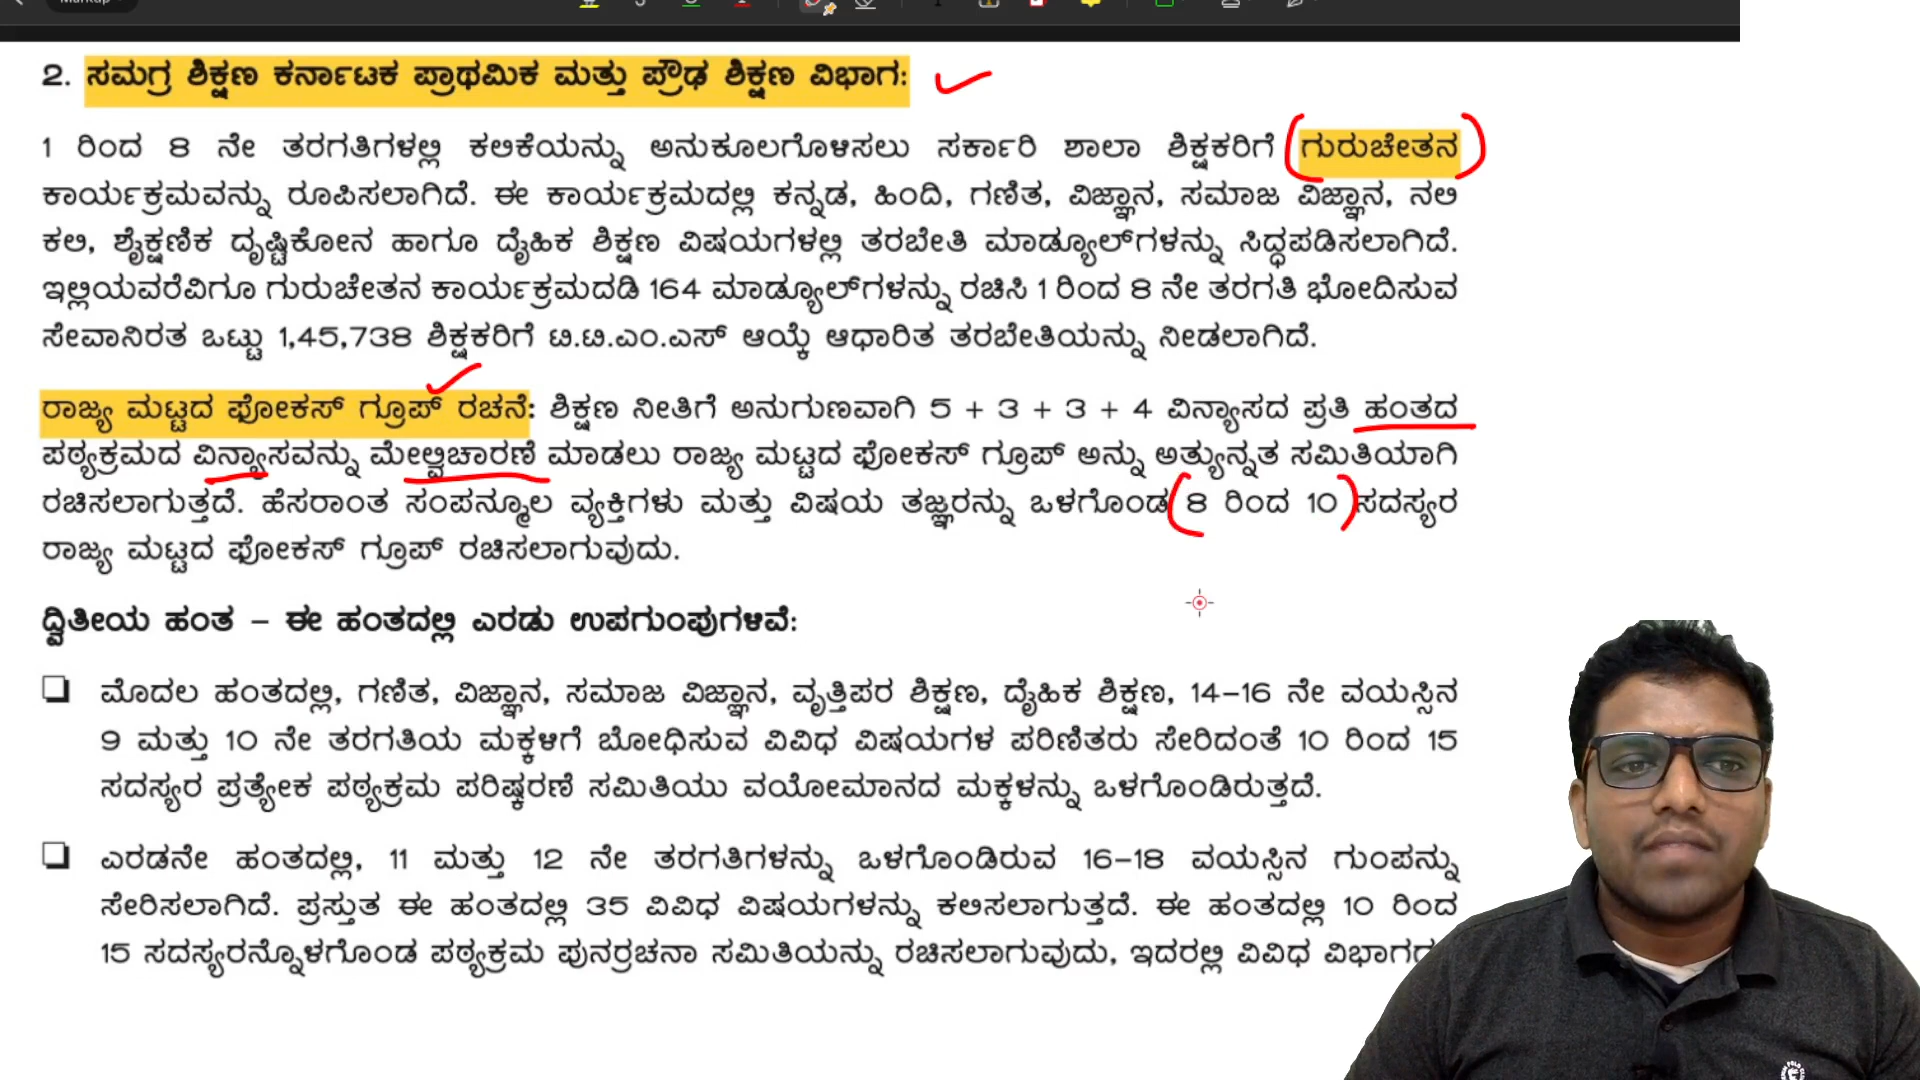 2. ಸಮಗ್ರ ಶಿಕ್ಷಣ ಕರ್ನಾಟಕ ಪ್ರಾಥಮಿಕ ಮತ್ತು ಪ್ರೌಢ ಶಿಕ್ಷಣ ವಿಭಾಗ:
1 ರಿಂದ 8 ನೇ ತರಗತಿಗಳಲ್ಲಿ ಕಲಿಕೆಯನ್ನು ಅನುಕೂಲಗೊಳಿಸಲು ಸರ್ಕಾರಿ ಶಾಲಾ ಶಿಕ್ಷಕರಿಗೆ ಗುರುಚೇತನ
ಕಾರ್ಯಕ್ರಮವನ್ನು ರೂಪಿಸಲಾಗಿದೆ. ಈ ಕಾರ್ಯಕ್ರಮದಲ್ಲಿ ಕನ್ನಡ, ಹಿಂದಿ, ಗಣಿತ, ವಿಜ್ಞಾನ, ಸಮಾಜ ವಿಜ್ಞಾನ, ನಲಿ
ಕಲಿ, ಶೈಕ್ಷಣಿಕ ದೃಷ್ಟಿಕೋನ ಹಾಗೂ ದೈಹಿಕ ಶಿಕ್ಷಣ ವಿಷಯಗಳಲ್ಲಿ ತರಬೇತಿ ಮಾಡ್ಯೂಲ್‌ಗಳನ್ನು ಸಿದ್ಧಪಡಿಸಲಾಗಿದೆ.
ಇಲ್ಲಿಯವರೆವಿಗೂ ಗುರುಚೇತನ ಕಾರ್ಯಕ್ರಮದಡಿ 164 ಮಾಡ್ಯೂಲ್‌ಗಳನ್ನು ರಚಿಸಿ 1 ರಿಂದ 8 ನೇ ತರಗತಿ ಭೋದಿಸುವ
ಸೇವಾನಿರತ ಒಟ್ಟು 1,45,738 ಶಿಕ್ಷಕರಿಗೆ ಟಿ.ಟಿ.ಎಂ.ಎಸ್ ಆಯ್ಕೆ ಆಧಾರಿತ ತರಬೇತಿಯನ್ನು ನೀಡಲಾಗಿದೆ.
ರಾಜ್ಯ ಮಟ್ಟದ ಫೋಕಸ್ ಗ್ರೂಪ್ ರಚನೆ: ಶಿಕ್ಷಣ ನೀತಿಗೆ ಅನುಗುಣವಾಗಿ 5 + 3 + 3 + 4 ವಿನ್ಯಾಸದ ಪ್ರತಿ ಹಂತದ
ಪಠ್ಯಕ್ರಮದ ವಿನ್ಯಾಸವನ್ನು ಮೇಲ್ವಿಚಾರಣೆ ಮಾಡಲು ರಾಜ್ಯ ಮಟ್ಟದ ಫೋಕಸ್ ಗ್ರೂಪ್ ಅನ್ನು ಅತ್ಯುನ್ನತ ಸಮಿತಿಯಾಗಿ
ರಚಿಸಲಾಗುತ್ತದೆ. ಹೆಸರಾಂತ ಸಂಪನ್ಮೂಲ ವ್ಯಕ್ತಿಗಳು ಮತ್ತು ವಿಷಯ ತಜ್ಞರನ್ನು ಒಳಗೊಂಡ 8 ರಿಂದ 10 ಸದಸ್ಯರ
ರಾಜ್ಯ ಮಟ್ಟದ ಫೋಕಸ್ ಗ್ರೂಪ್ ರಚಿಸಲಾಗುವುದು.
ದ್ವಿತೀಯ ಹಂತ – ಈ ಹಂತದಲ್ಲಿ ಎರಡು ಉಪಗುಂಪುಗಳಿವೆ:
❑ ಮೊದಲ ಹಂತದಲ್ಲಿ, ಗಣಿತ, ವಿಜ್ಞಾನ, ಸಮಾಜ ವಿಜ್ಞಾನ, ವೃತ್ತಿಪರ ಶಿಕ್ಷಣ, ದೈಹಿಕ ಶಿಕ್ಷಣ, 14–16 ನೇ ವಯಸ್ಸಿನ
9 ಮತ್ತು 10 ನೇ ತರಗತಿಯ ಮಕ್ಕಳಿಗೆ ಬೋಧಿಸುವ ವಿವಿಧ ವಿಷಯಗಳ ಪರಿಣಿತರು ಸೇರಿದಂತೆ 10 ರಿಂದ 15
ಸದಸ್ಯರ ಪ್ರತ್ಯೇಕ ಪಠ್ಯಕ್ರಮ ಪರಿಷ್ಕರಣೆ ಸಮಿತಿಯು ವಯೋಮಾನದ ಮಕ್ಕಳನ್ನು ಒಳಗೊಂಡಿರುತ್ತದೆ.
❑ ಎರಡನೇ ಹಂತದಲ್ಲಿ, 11 ಮತ್ತು 12 ನೇ ತರಗತಿಗಳನ್ನು ಒಳಗೊಂಡಿರುವ 16–18 ವಯಸ್ಸಿನ ಗುಂಪನ್ನು
ಸೇರಿಸಲಾಗಿದೆ. ಪ್ರಸ್ತುತ ಈ ಹಂತದಲ್ಲಿ 35 ವಿವಿಧ ವಿಷಯಗಳನ್ನು ಕಲಿಸಲಾಗುತ್ತದೆ. ಈ ಹಂತದಲ್ಲಿ 10 ರಿಂದ
15 ಸದಸ್ಯರನ್ನೊಳಗೊಂಡ ಪಠ್ಯಕ್ರಮ ಪುನರ್ರಚನಾ ಸಮಿತಿಯನ್ನು ರಚಿಸಲಾಗುವುದು, ಇದರಲ್ಲಿ ವಿವಿಧ